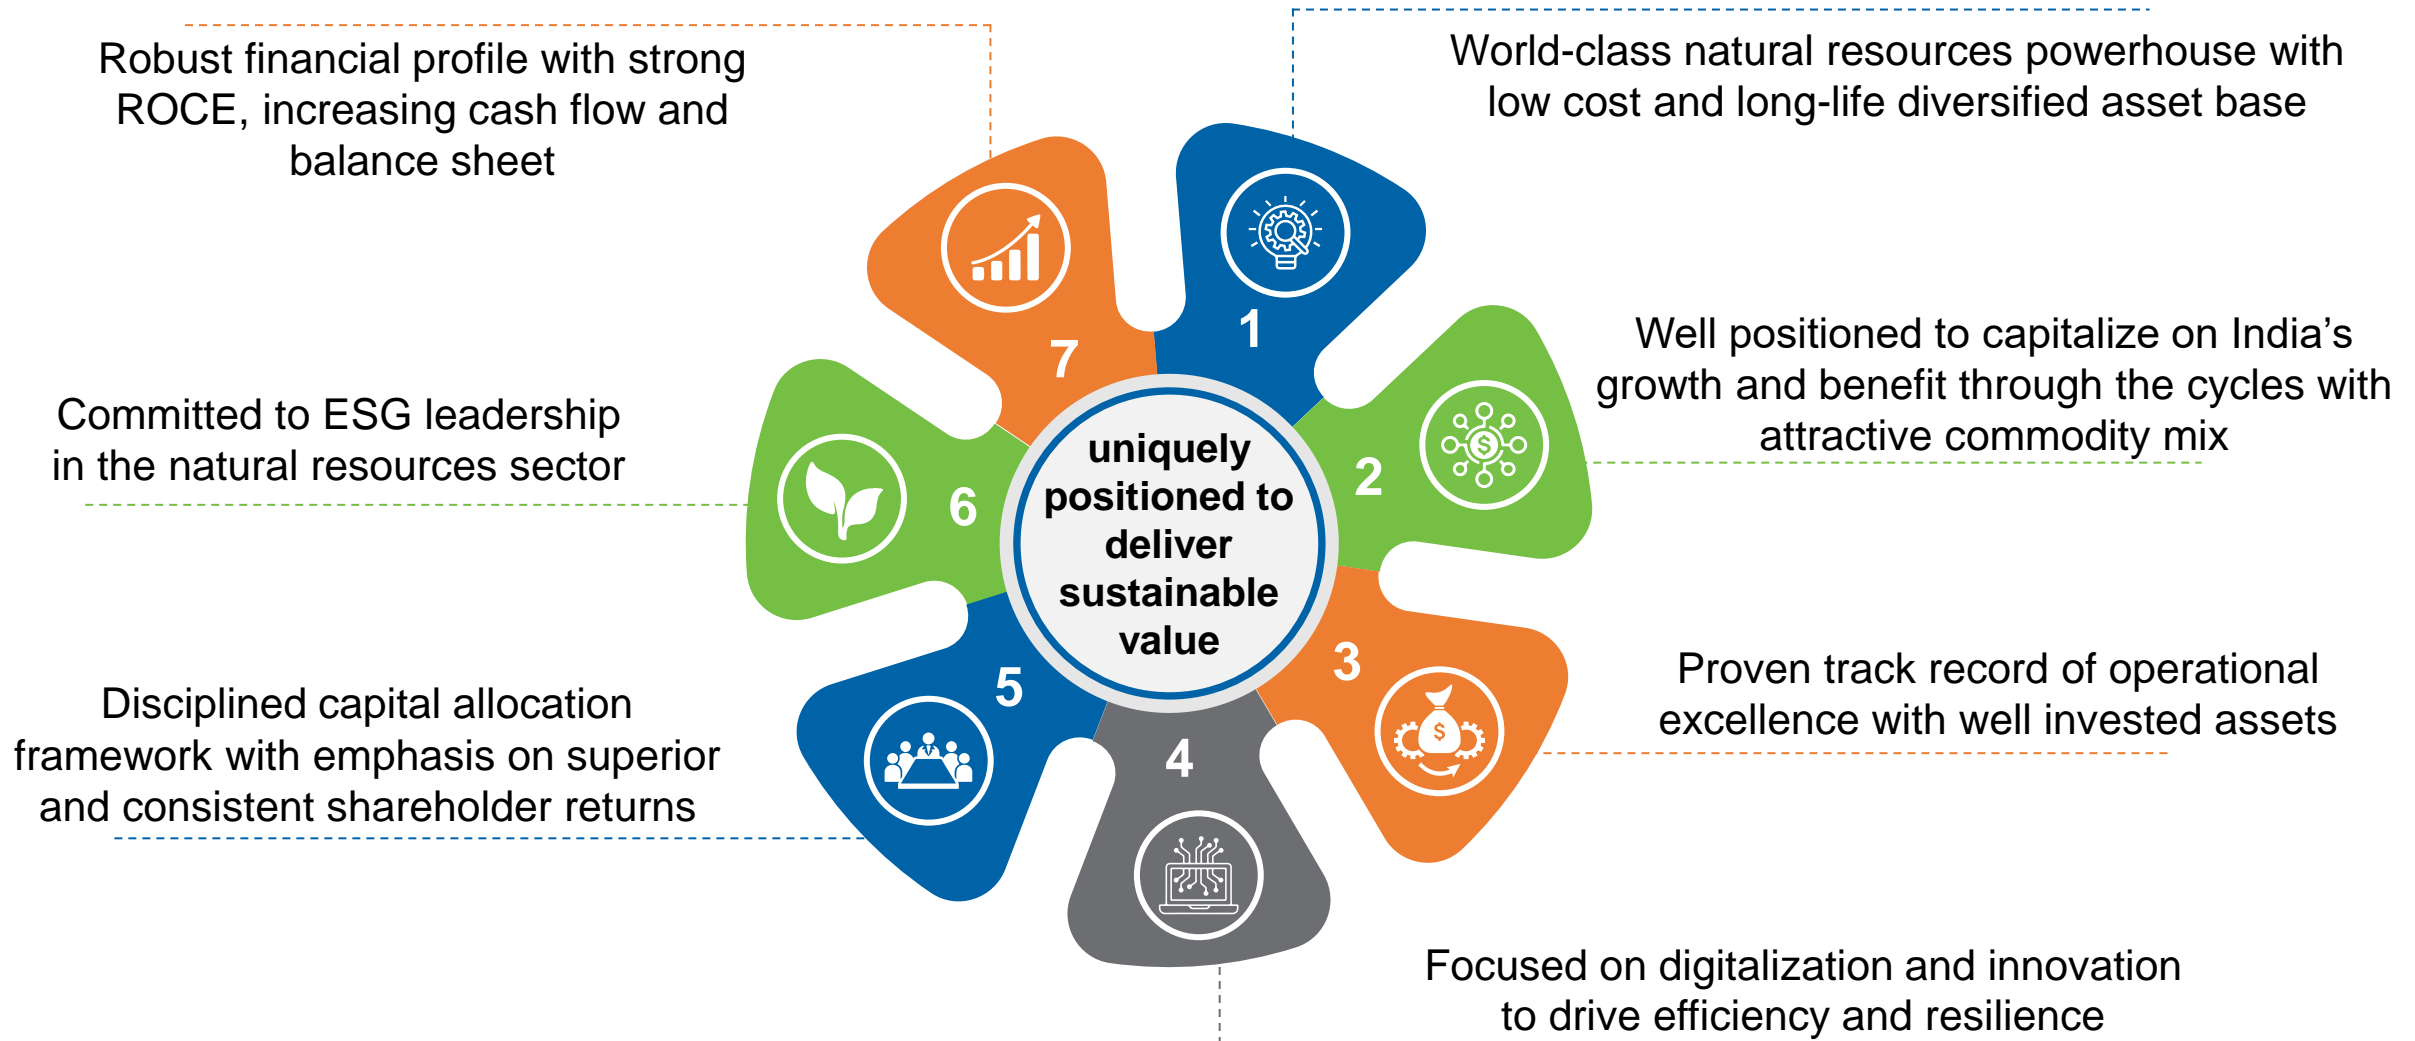 World-class natural resources powerhouse with
low cost and long-life diversified asset base
1
Well positioned to capitalize on India’s
growth and benefit through the cycles with
attractive commodity mix
2
$
Proven track record of operational
excellence with well invested assets
3
$
Focused on digitalization and innovation
to drive efficiency and resilience
4
Disciplined capital allocation
framework with emphasis on superior
and consistent shareholder returns
5
Committed to ESG leadership
in the natural resources sector
6
Robust financial profile with strong
ROCE, increasing cash flow and
balance sheet
7
uniquely
positioned to
deliver
sustainable
value